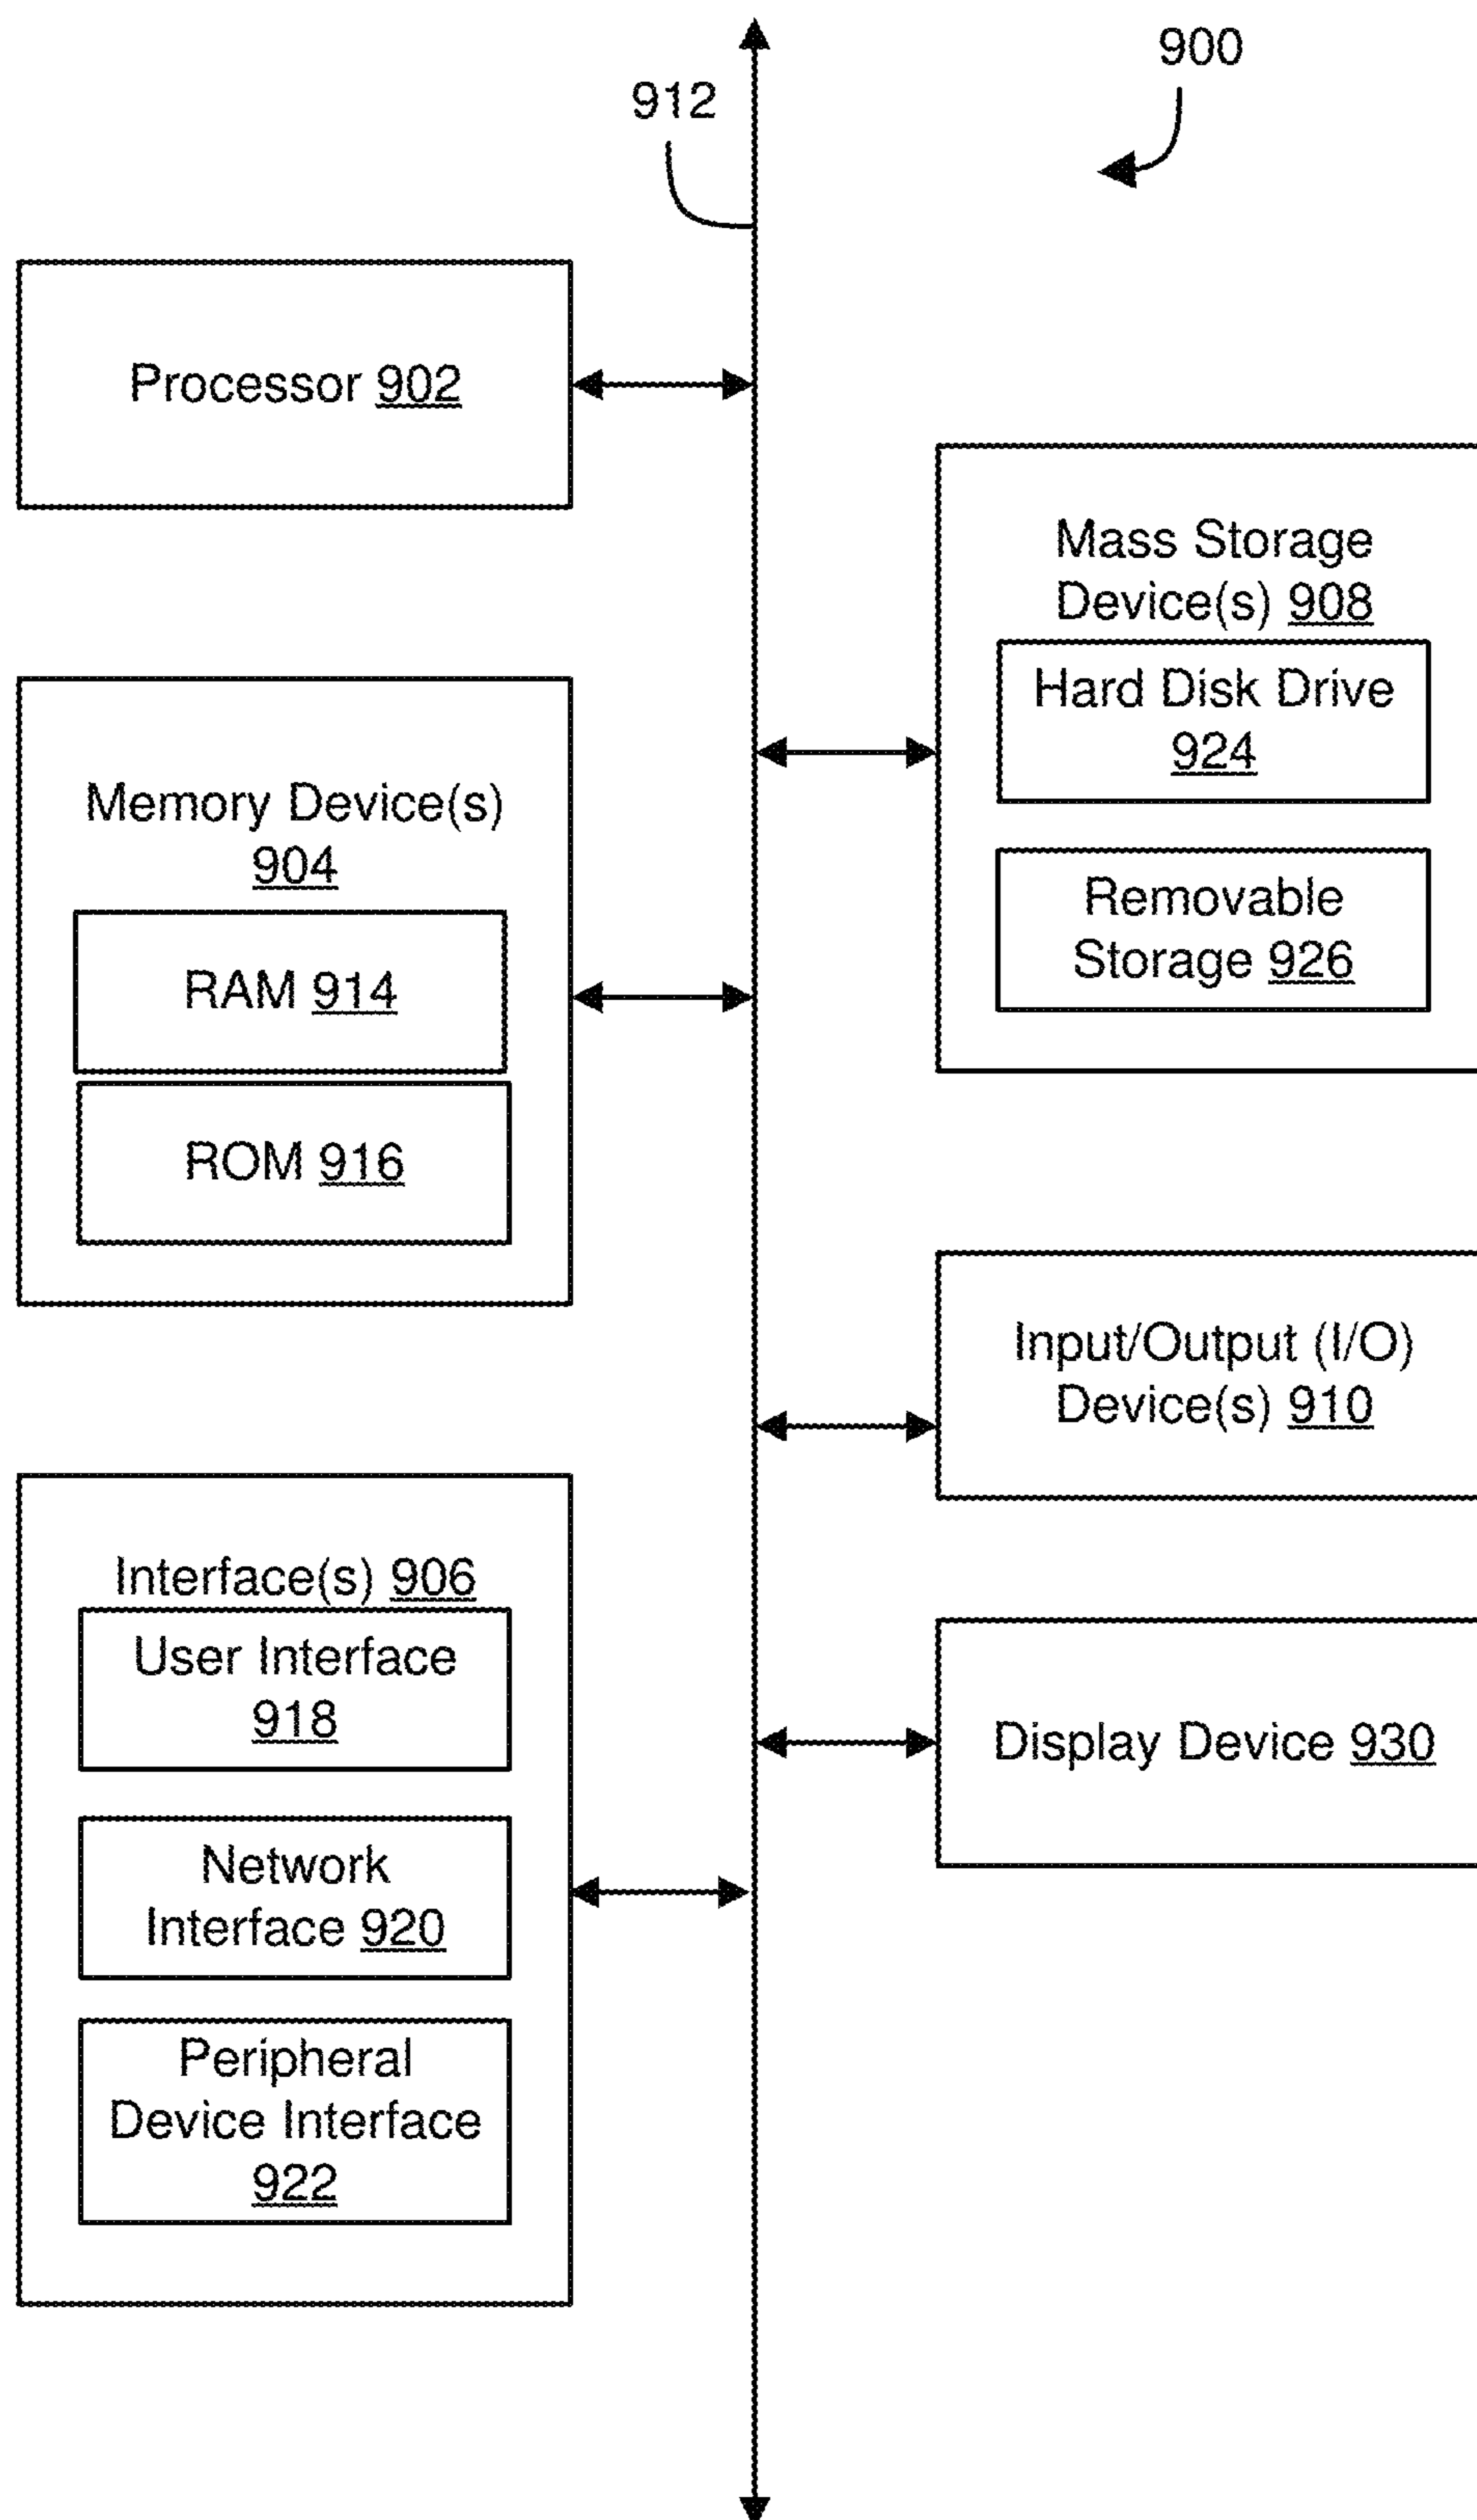 900
912
Processor 902
Mass Storage
Device(s) 908
Hard Disk Drive
924
Removable
Storage 926
Memory Device(s)
904
RAM 914
ROM 916
Input/Output (I/O)
Device(s) 910
Interface(s) 906
User Interface
918
Network
Interface 920
Peripheral
Device Interface
922
Display Device 930